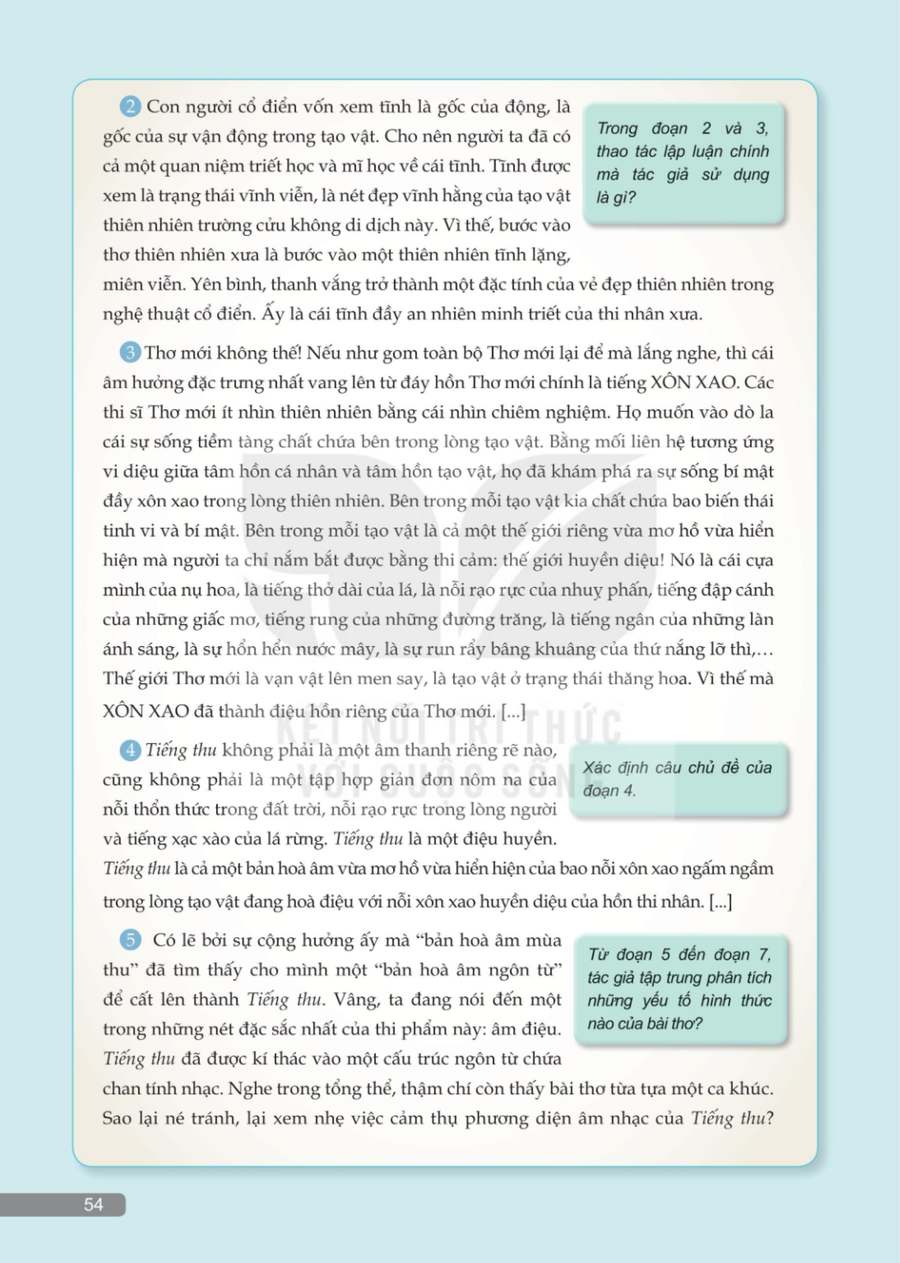 2 Con người cổ điển vốn xem tĩnh là gốc của động, là
gốc của sự vận động trong tạo vật. Cho nên người ta đã có
cả một quan niệm triết học và mĩ học về cái tĩnh. Tĩnh được
xem là trạng thái vĩnh viễn, là nét đẹp vĩnh hằng của tạo vật
thiên nhiên trường cửu không di dịch này. Vì thế, bước vào
thơ thiên nhiên xưa là bước vào một thiên nhiên tĩnh lặng,
miên viễn. Yên bình, thanh vắng trở thành một đặc tính của vẻ đẹp thiên nhiên trong
nghệ thuật cổ điển. Ấy là cái tĩnh đầy an nhiên minh triết của thi nhân xưa.
Trong đoạn 2 và 3,
thao tác lập luận chính
mà tác giả sử dụng
là gì?
3 Thơ mới không thế! Nếu như gom toàn bộ Thơ mới lại để mà lắng nghe, thì cái
âm hưởng đặc trưng nhất vang lên từ đáy hồn Thơ mới chính là tiếng XÔN XAO. Các
thi sĩ Thơ mới ít nhìn thiên nhiên bằng cái nhìn chiêm nghiệm. Họ muốn vào dò la
cái sự sống tiềm tàng chất chứa bên trong lòng tạo vật. Bằng mối liên hệ tương ứng
vi diệu giữa tâm hồn cá nhân và tâm hồn tạo vật, họ đã khám phá ra sự sống bí mật
đầy xôn xao trong lòng thiên nhiên. Bên trong mỗi tạo vật kia chất chứa bao biến thái
tinh vi và bí mật. Bên trong mỗi tạo vật là cả một thế giới riêng vừa mơ hồ vừa hiển
hiện mà người ta chỉ nắm bắt được bằng thi cảm: thế giới huyền diệu! Nó là cái cựa
mình của nụ hoa, là tiếng thở dài của lá, là nỗi rạo rực của nhuỵ phấn, tiếng đập cánh
của những giấc mơ, tiếng rung của những đường trăng, là tiếng ngân của những làn
ánh sáng, là sự hổn hển nước mây, là sự run rẩy bâng khuâng của thứ nắng lỡ thì,...
Thế giới Thơ mới là vạn vật lên men say, là tạo vật ở trạng thái thăng hoa. Vì thế mà
XÔN XAO đã thành điệu hồn riêng của Thơ mới. [...]
KẾT NỐI TRI THỨC
VỚI CUỘC SỐNG
4 Tiếng thu không phải là một âm thanh riêng rẽ nào,
cũng không phải là một tập hợp giản đơn nôm na của
nỗi thổn thức trong đất trời, nỗi rạo rực trong lòng người
và tiếng xạc xào của lá rừng. Tiếng thu là một điệu huyền.
Tiếng thu là cả một bản hoà âm vừa mơ hồ vừa hiển hiện của bao nỗi xôn xao ngấm ngầm
trong lòng tạo vật đang hoà điệu với nỗi xôn xao huyền diệu của hồn thi nhân. [...]
Xác định câu chủ đề của
đoạn 4.
5 Có lẽ bởi sự cộng hưởng ấy mà “bản hoà âm mùa
thu” đã tìm thấy cho mình một “bản hoà âm ngôn từ”
để cất lên thành Tiếng thu. Vâng, ta đang nói đến một
trong những nét đặc sắc nhất của thi phẩm này: âm điệu.
Tiếng thu đã được kí thác vào một cấu trúc ngôn từ chứa
chan tính nhạc. Nghe trong tổng thể, thậm chí còn thấy bài thơ tựa tựa một ca khúc.
Sao lại né tránh, lại xem nhẹ việc cảm thụ phương diện âm nhạc của Tiếng thu?
Từ đoạn 5 đến đoạn 7,
tác giả tập trung phân tích
những yếu tố hình thức
nào của bài thơ?
54